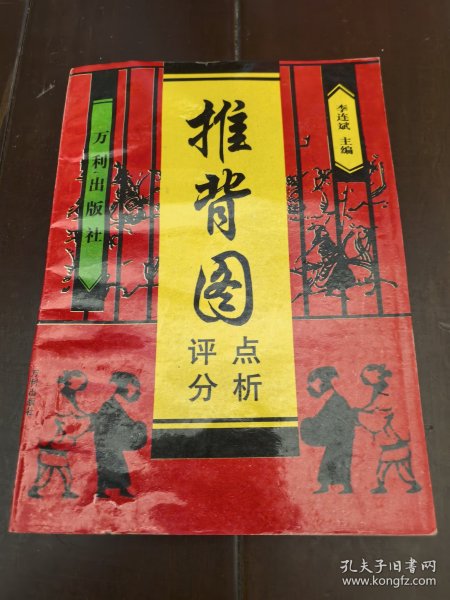 李连斌 主编
推背图
评点
分析
万利出版社
孔夫子旧书网
www.kongfz.com